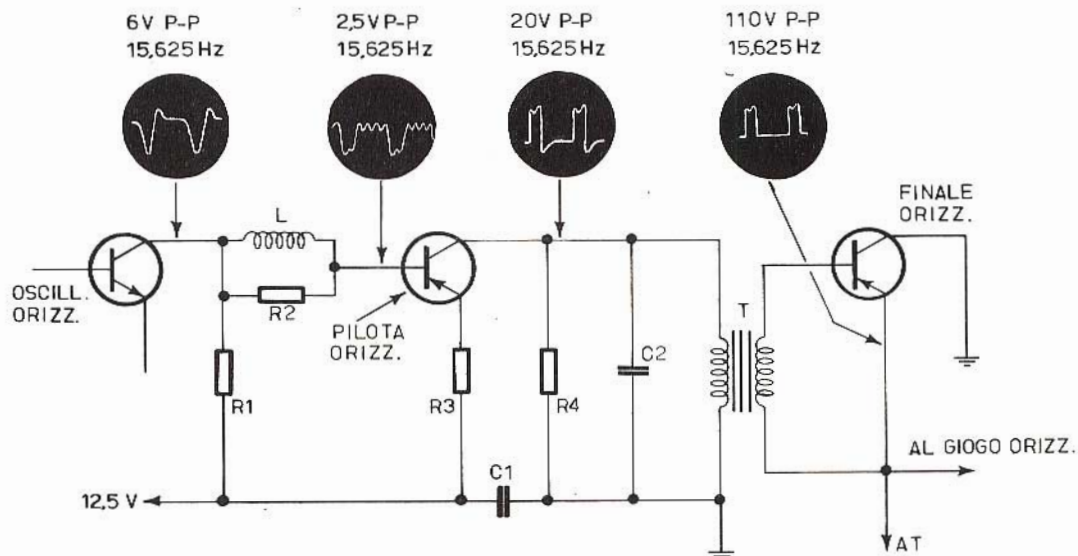 6V P-P
15,625 Hz
2,5V P-P
15,625 Hz
20V P-P
15,625 Hz
110V P-P
15,625 Hz
FINALE
ORIZZ.
L
OSCILL.
ORIZZ.
R2
PILOTA
ORIZZ.
T
C2
R1
R3
R4
AL GIOGO ORIZZ.
C1
12,5 V
AT